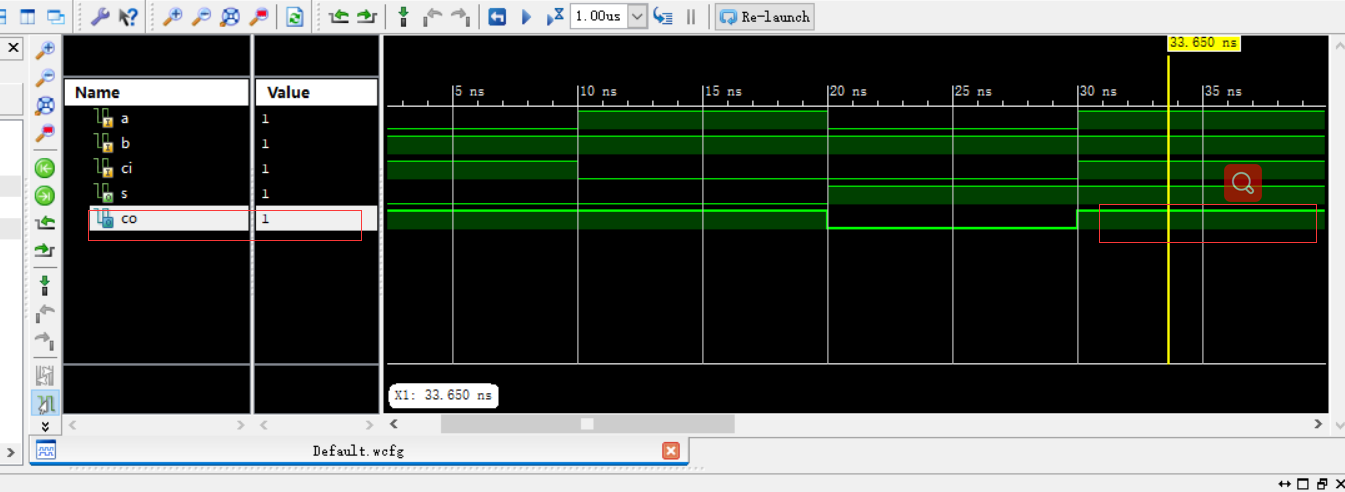 1.00us
Re-launch
33.650 ns
Name
Value
5 ns
10 ns
15 ns
20 ns
25 ns
30 ns
35 ns
a
1
b
1
ci
1
s
1
co
1
X1: 33.650 ns
Default.wcfg